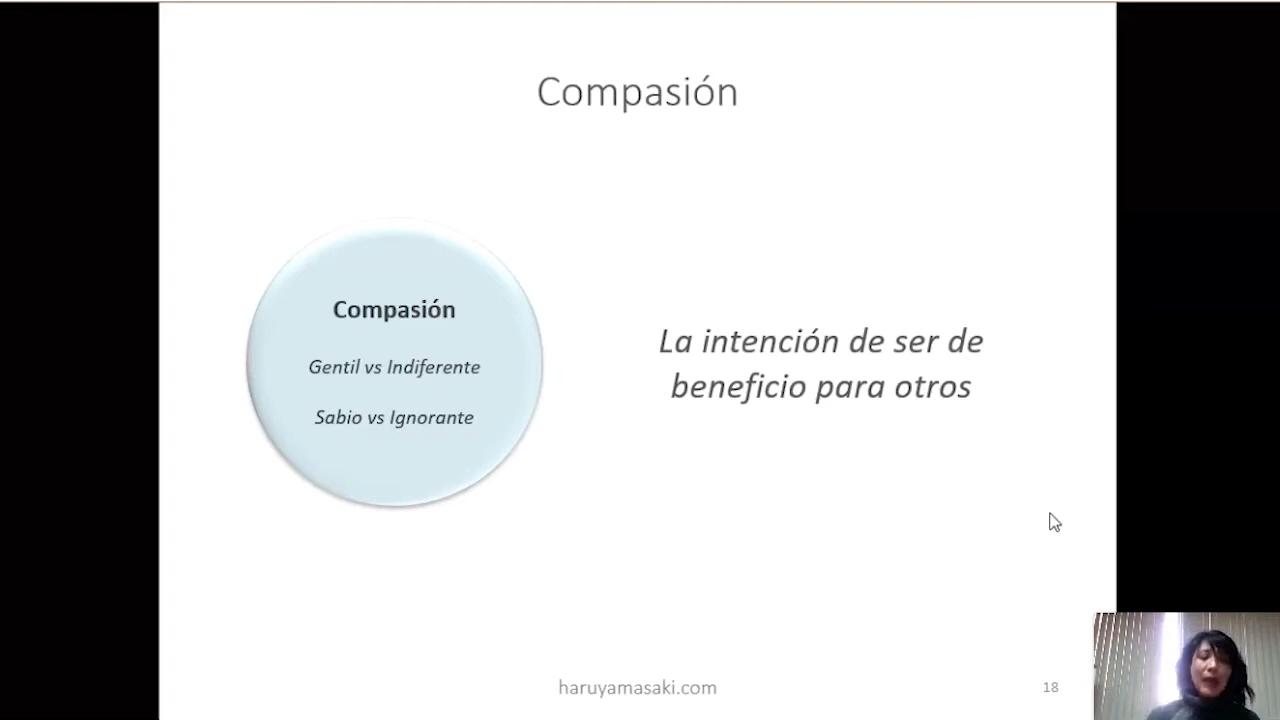 Compasión
Compasión
Gentil vs Indiferente
Sabio vs Ignorante
La intención de ser de
beneficio para otros
haruyamasaki.com
18